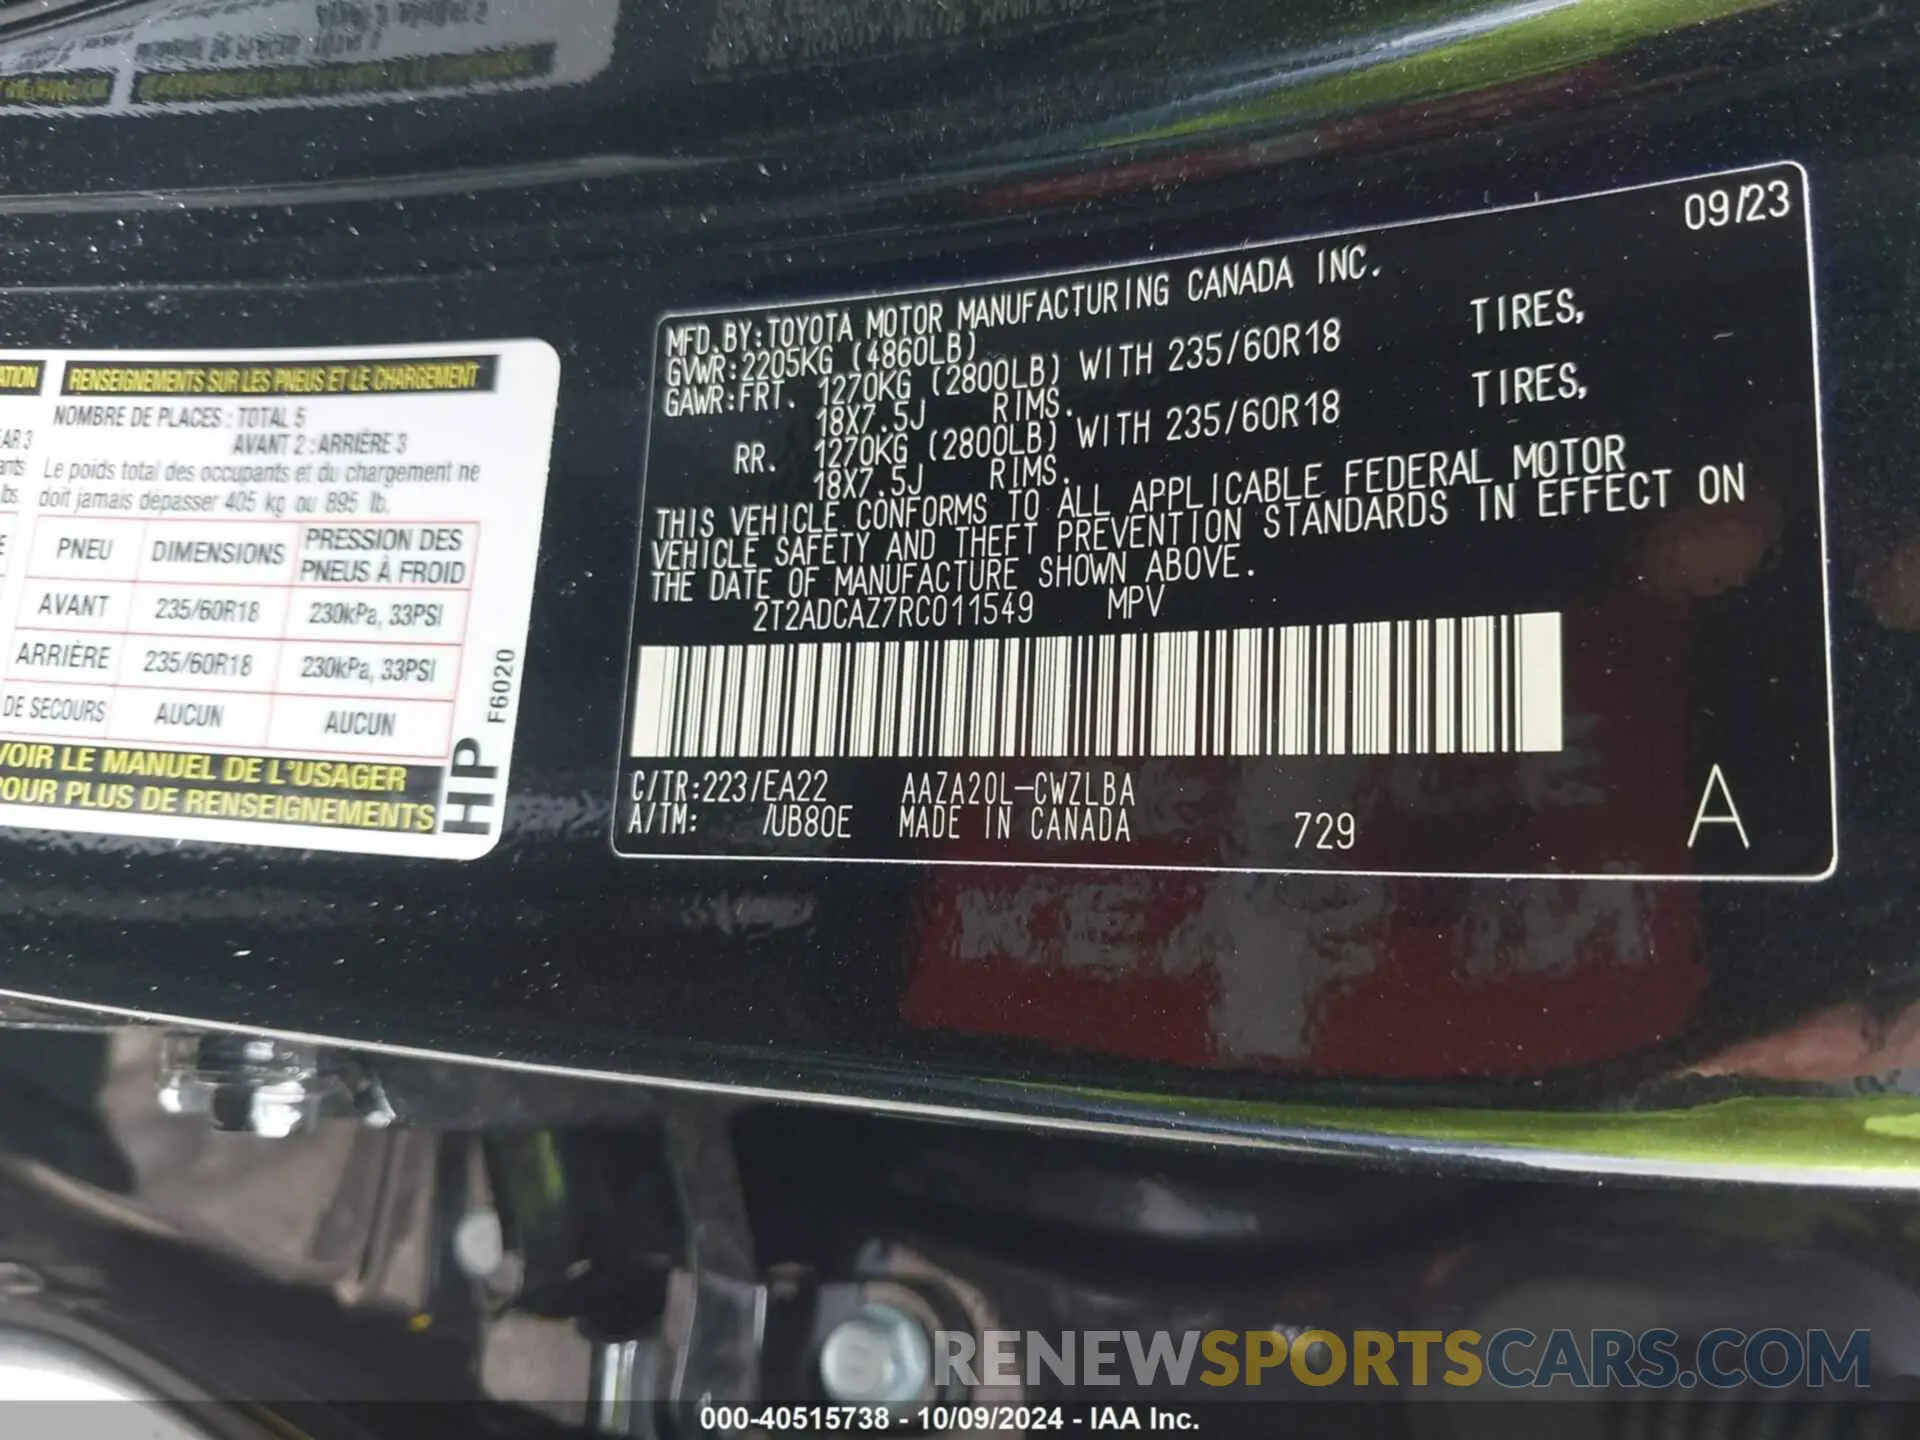 RENSEIGNEMENTS SUR LES PNEUS ET LE CHARGEMENT
NOMBRE DE PLACES : TOTAL 5
AVANT 2 : ARRIÈRE 3
Le poids total des occupants et du chargement ne
doit jamais dépasser 405 kg ou 895 lb.
PNEU DIMENSIONS PRESSION DES
PNEUS À FROID
AVANT 235/60R18 230kPa, 33PSI
ARRIÈRE 235/60R18 230kPa, 33PSI
DE SECOURS AUCUN AUCUN
VOIR LE MANUEL DE L'USAGER
POUR PLUS DE RENSEIGNEMENTS
HP
F6020
09/23
MFD.BY:TOYOTA MOTOR MANUFACTURING CANADA INC.
GVWR:2205KG (4860LB)
GAWR:FRT. 1270KG (2800LB) WITH 235/60R18 TIRES,
18X7.5J RIMS.
RR. 1270KG (2800LB) WITH 235/60R18 TIRES,
18X7.5J RIMS.
THIS VEHICLE CONFORMS TO ALL APPLICABLE FEDERAL MOTOR
VEHICLE SAFETY AND THEFT PREVENTION STANDARDS IN EFFECT ON
THE DATE OF MANUFACTURE SHOWN ABOVE.
2T2ADCAZ7RC011549 MPV
C/TR:223/EA22 AAZA20L-CWZLBA
A/TM: /UB80E MADE IN CANADA 729 A
RENEWSPORTSCARS.COM
000-40515738 - 10/09/2024 - IAA Inc.